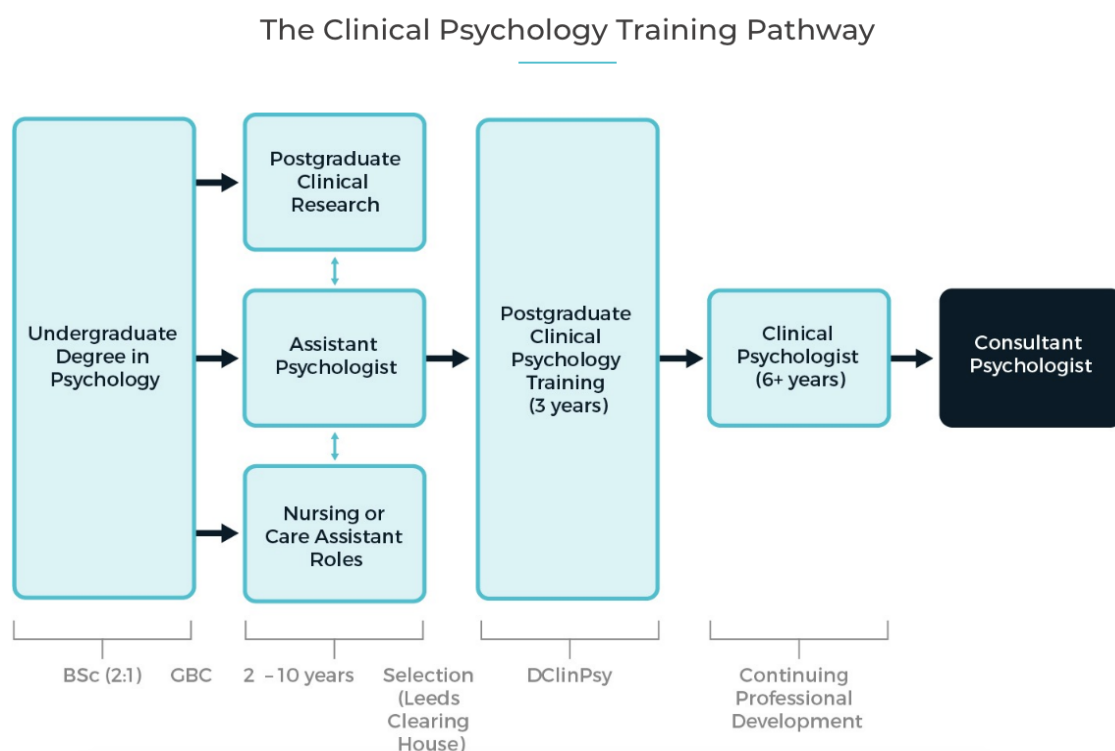 The Clinical Psychology Training Pathway
Undergraduate
Degree in
Psychology
Postgraduate
Clinical
Research
Assistant
Psychologist
Nursing or
Care Assistant
Roles
Postgraduate
Clinical
Psychology
Training
(3 years)
Clinical
Psychologist
(6+ years)
Consultant
Psychologist
BSc (2:1)
GBC
2 – 10 years
Selection
(Leeds
Clearing
House)
DClinPsy
Continuing
Professional
Development